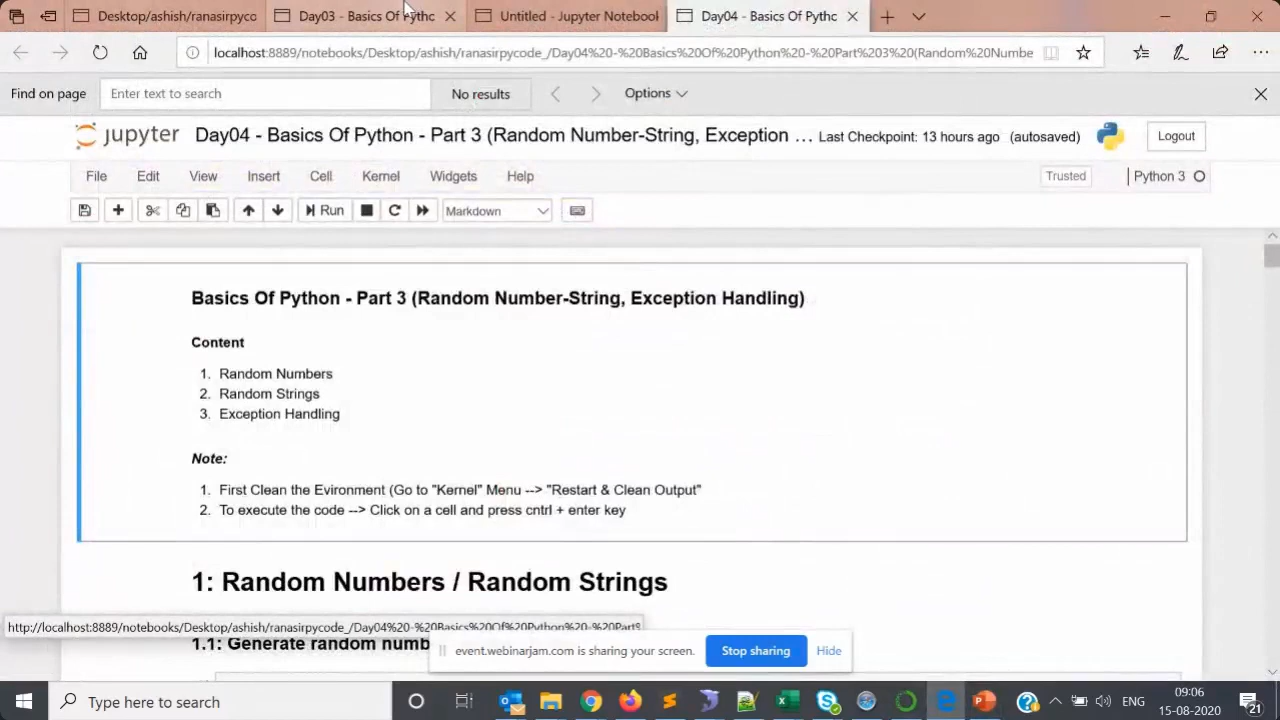 Desktop/ashish/ranasirpyco
Day03 - Basics Of Pythc
Untitled - Jupyter Notebook
Day04 - Basics Of Pythc
localhost:8889/notebooks/Desktop/ashish/ranasirpycode_/Day04%20-%20Basics%20Of%20Python%20-%20Part%203%20(Random%20Numbe
Find on page
Enter text to search
No results
Options
jupyter
Day04 - Basics Of Python - Part 3 (Random Number-String, Exception ...
Last Checkpoint: 13 hours ago (autosaved)
Logout
File Edit View Insert Cell Kernel Widgets Help
Trusted
Python 3
Run
Markdown
Basics Of Python - Part 3 (Random Number-String, Exception Handling)
Content
1. Random Numbers
2. Random Strings
3. Exception Handling
Note:
1. First Clean the Evironment (Go to "Kernel" Menu --> "Restart & Clean Output"
2. To execute the code --> Click on a cell and press cntrl + enter key
1: Random Numbers / Random Strings
http://localhost:8889/notebooks/Desktop/ashish/ranasirpycode_/Day04%20-%20Basics%20Of%20Python%20-%20Part%
1.1: Generate random numb
event.webinarjam.com is sharing your screen.
Stop sharing
Hide
Type here to search
ENG
09:06
15-08-2020
21